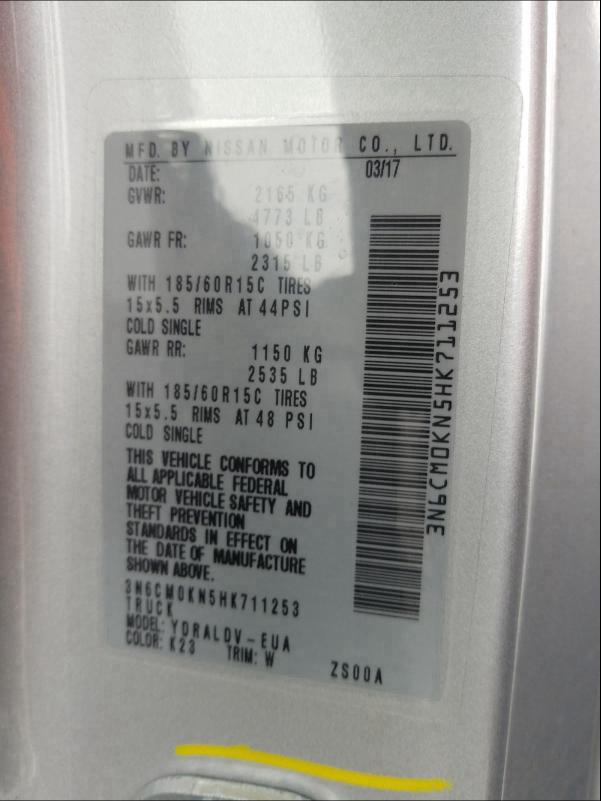 MFD. BY NISSAN MOTOR CO., LTD.
DATE: 03/17
GVWR: 2165 KG
4773 LB
GAWR FR: 1050 KG
2315 LB
WITH 185/60R15C TIRES
15x5.5 RIMS AT 44PSI
COLD SINGLE
GAWR RR: 1150 KG
2535 LB
WITH 185/60R15C TIRES
15x5.5 RIMS AT 48 PSI
COLD SINGLE
THIS VEHICLE CONFORMS TO
ALL APPLICABLE FEDERAL
MOTOR VEHICLE SAFETY AND
THEFT PREVENTION
STANDARDS IN EFFECT ON
THE DATE OF MANUFACTURE
SHOWN ABOVE.
3N6CM0KN5HK711253
TRUCK
MODEL: YDRALDV-EUA
COLOR: K23 TRIM: W ZS00A
3N6CM0KN5HK711253